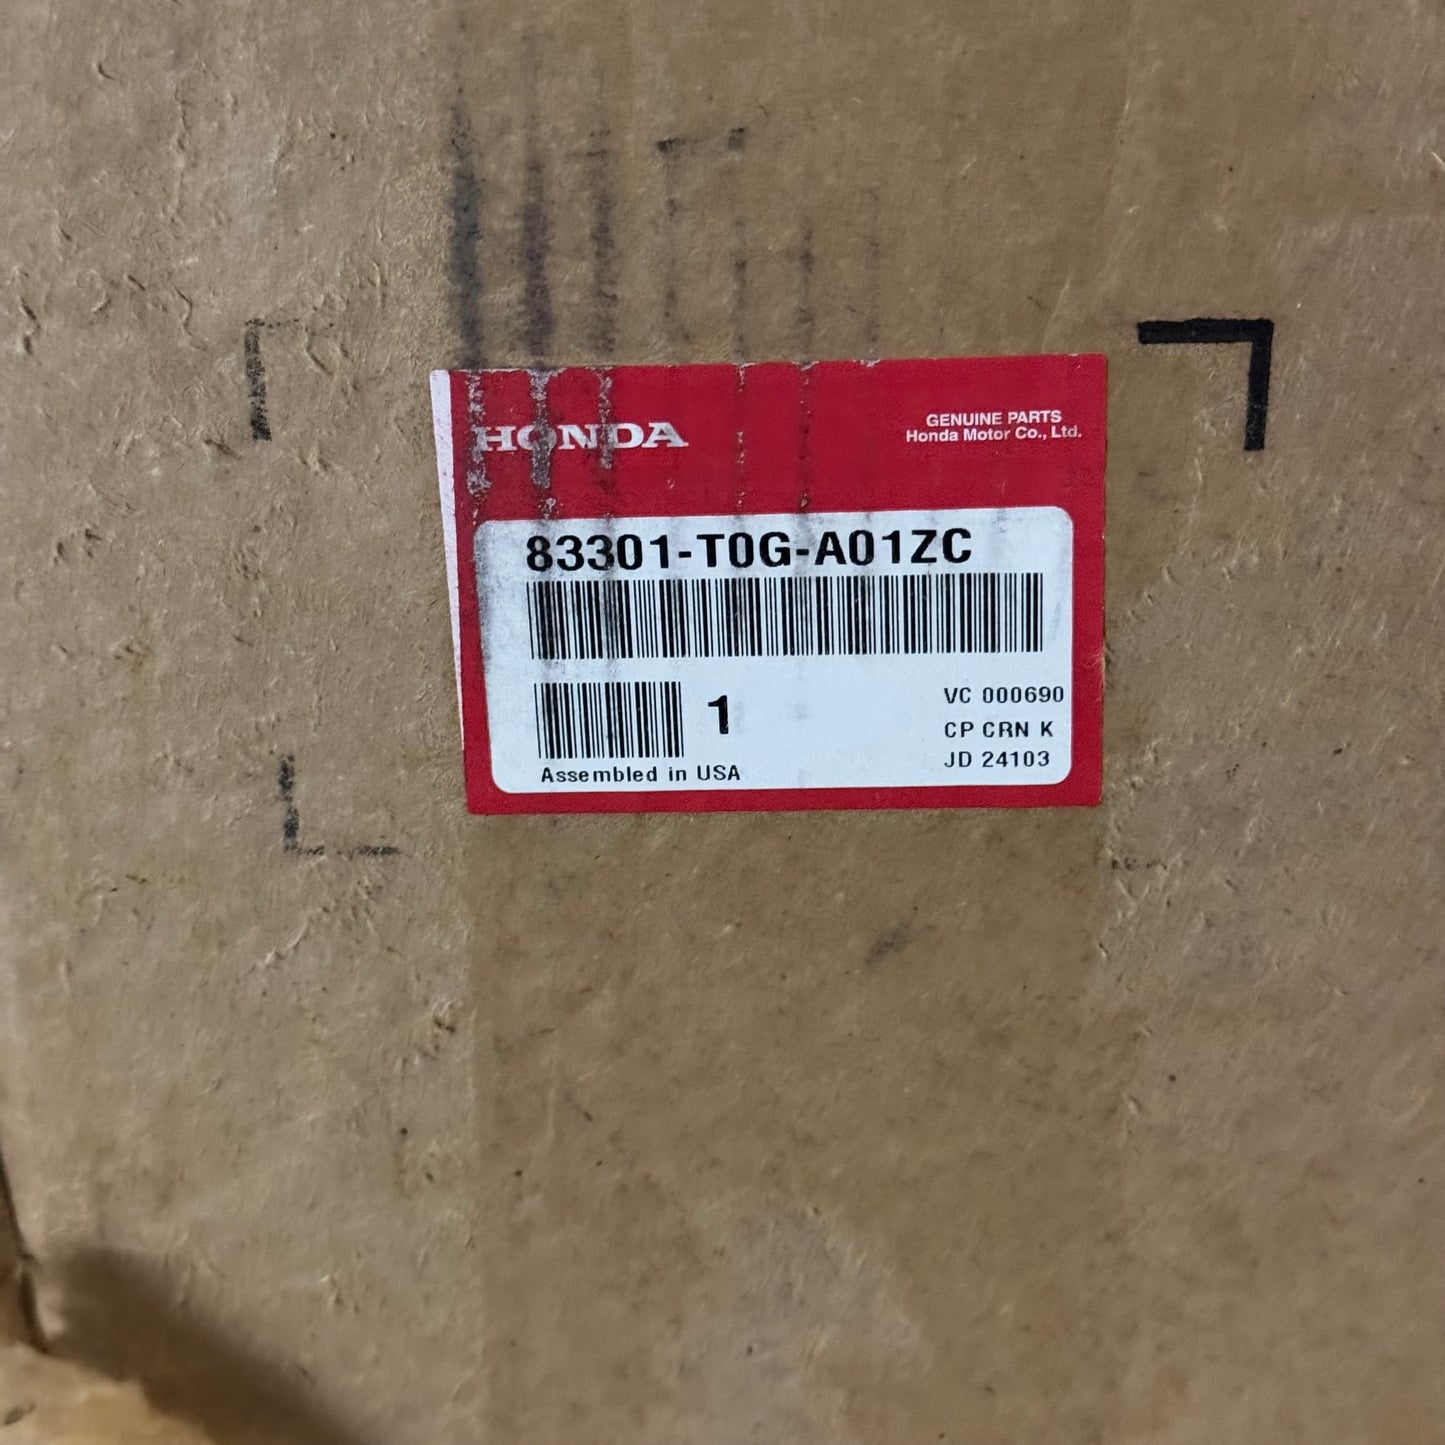 HONDA
GENUINE PARTS
Honda Motor Co., Ltd.
83301-T0G-A01ZC
1
VC 000690
CP CRN K
JD 24103
Assembled in USA